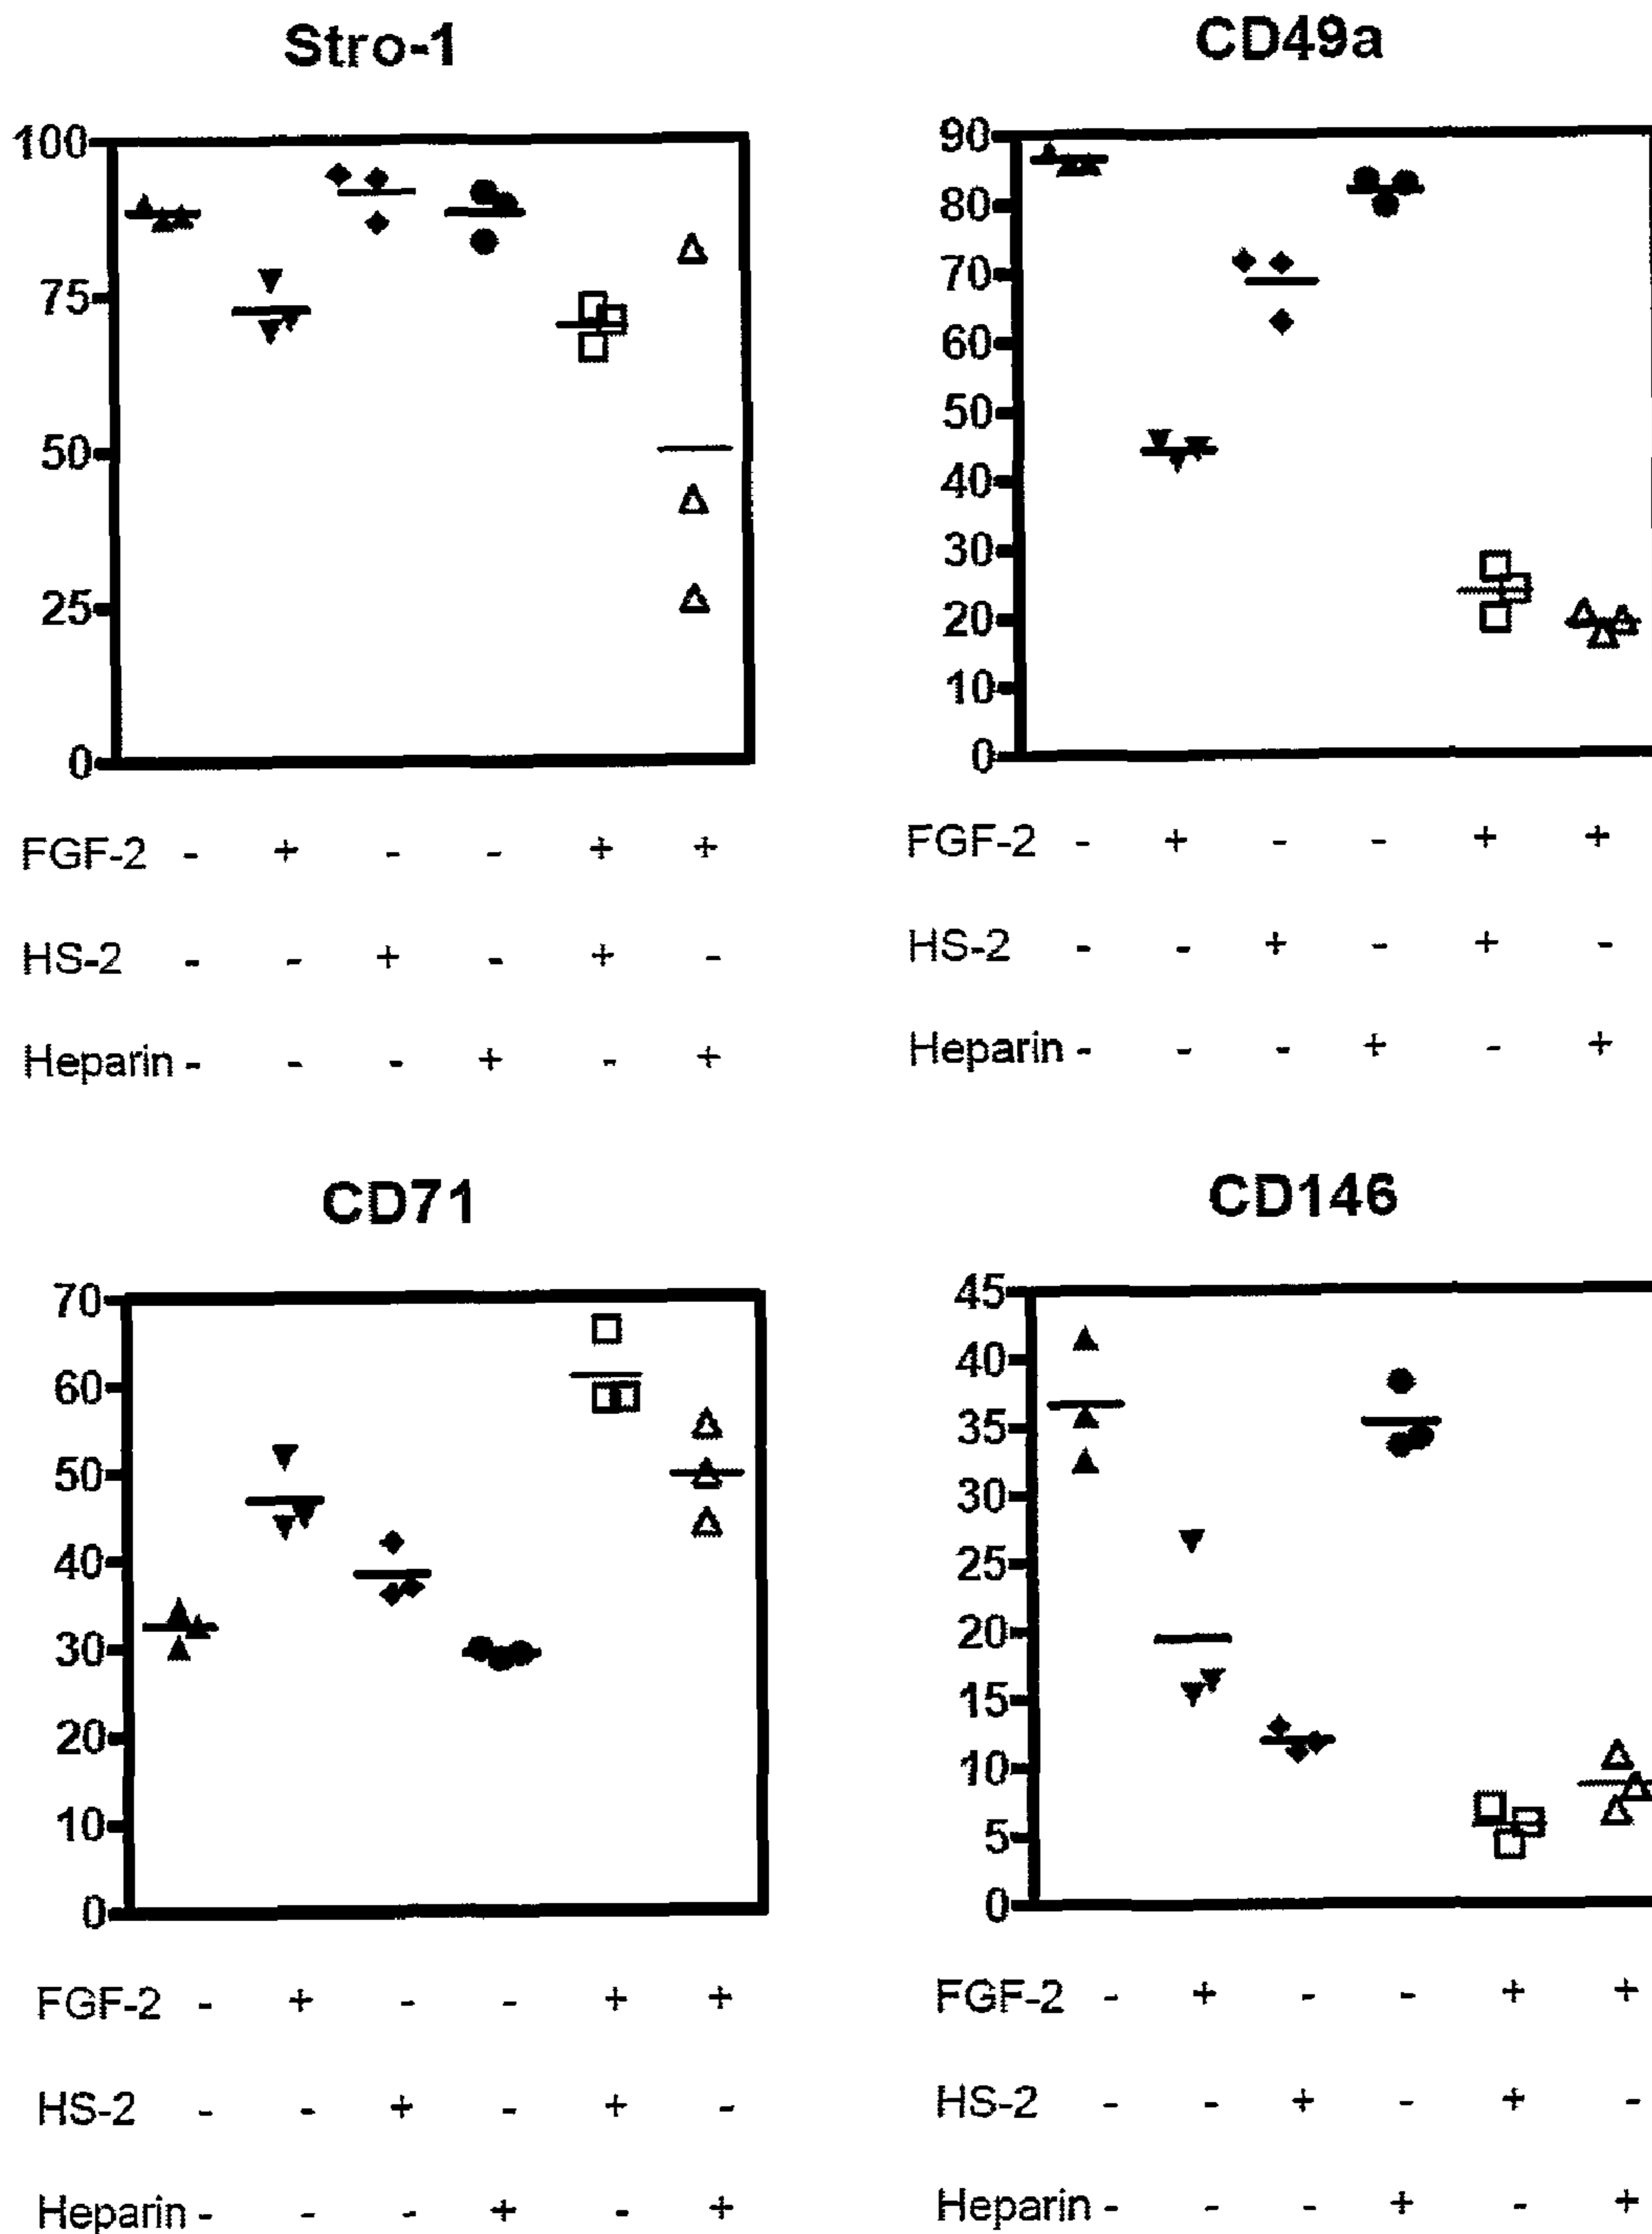 Stro-1
100
75
50
25
0
FGF-2 - + - - + +
HS-2 - - + - + -
Heparin - - - + - +
CD49a
90
80
70
60
50
40
30
20
10
0
FGF-2 - + - - + +
HS-2 - - + - + -
Heparin - - - + - +
CD71
70
60
50
40
30
20
10
0
FGF-2 - + - - + +
HS-2 - - + - + -
Heparin - - - + - +
CD146
45
40
35
30
25
20
15
10
5
0
FGF-2 - + - - + +
HS-2 - - + - + -
Heparin - - - + - +